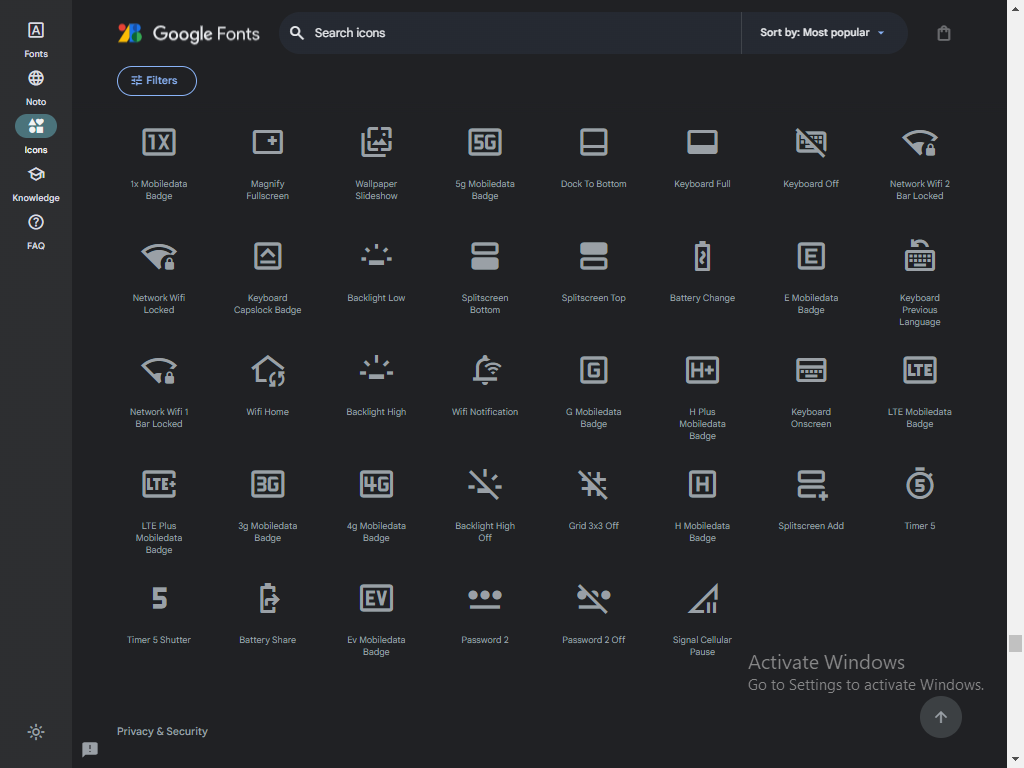 Google Fonts
Search icons
Sort by: Most popular
Fonts
Noto
Icons
Knowledge
FAQ
Filters
1X
5G
1x Mobiledata
Badge
Magnify
Fullscreen
Wallpaper
Slideshow
5g Mobiledata
Badge
Dock To Bottom
Keyboard Full
Keyboard Off
Network Wifi 2
Bar Locked
E
Network Wifi
Locked
Keyboard
Capslock Badge
Backlight Low
Splitscreen
Bottom
Splitscreen Top
Battery Change
E Mobiledata
Badge
Keyboard
Previous
Language
G
H+
LTE
Network Wifi 1
Bar Locked
Wifi Home
Backlight High
Wifi Notification
G Mobiledata
Badge
H Plus
Mobiledata
Badge
Keyboard
Onscreen
LTE Mobiledata
Badge
LTE+
3G
4G
H
5
LTE Plus
Mobiledata
Badge
3g Mobiledata
Badge
4g Mobiledata
Badge
Backlight High
Off
Grid 3x3 Off
H Mobiledata
Badge
Splitscreen Add
Timer 5
5
EV
Timer 5 Shutter
Battery Share
Ev Mobiledata
Badge
Password 2
Password 2 Off
Signal Cellular
Pause
Activate Windows
Go to Settings to activate Windows.
Privacy & Security